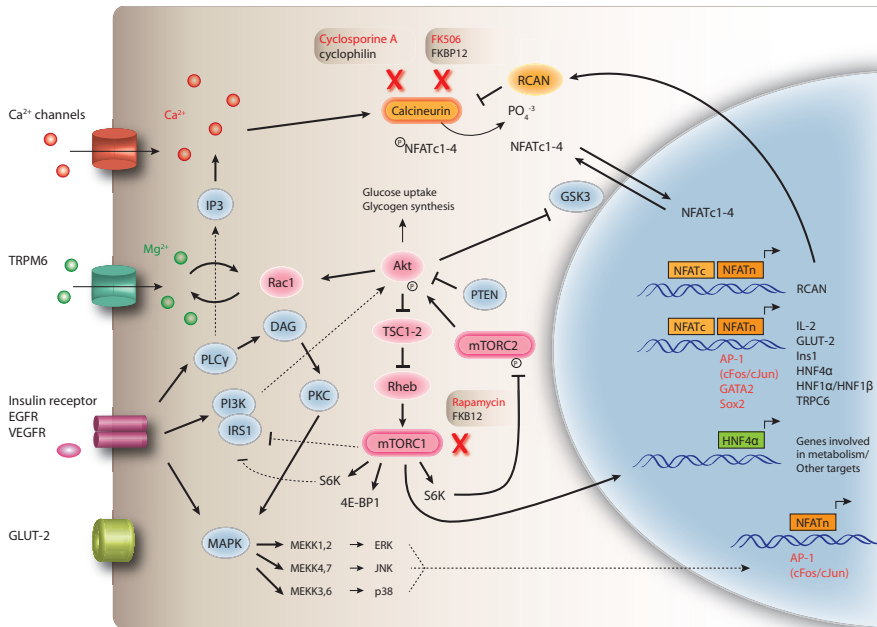 Cyclosporine A
cyclophilin
FK506
FKBP12
RCAN
Ca²⁺ channels
Ca²⁺
Calcineurin
PO₄⁻³
P
NFATc1-4
NFATc1-4
IP3
Glucose uptake
Glycogen synthesis
GSK3
NFATc1-4
TRPM6
Mg²⁺
Rac1
Akt
P
PTEN
NFATc
NFATn
RCAN
DAG
TSC1-2
mTORC2
P
NFATc
NFATn
IL-2
GLUT-2
Ins1
HNF4α
HNF1α/HNF1β
TRPC6
AP-1
(cFos/cJun)
GATA2
Sox2
PLCγ
Insulin receptor
EGFR
VEGFR
PI3K
IRS1
PKC
Rheb
Rapamycin
FKB12
mTORC1
HNF4α
Genes involved
in metabolism/
Other targets
S6K
4E-BP1
S6K
GLUT-2
MAPK
MEKK1,2
ERK
MEKK4,7
JNK
MEKK3,6
p38
NFATn
AP-1
(cFos/cJun)